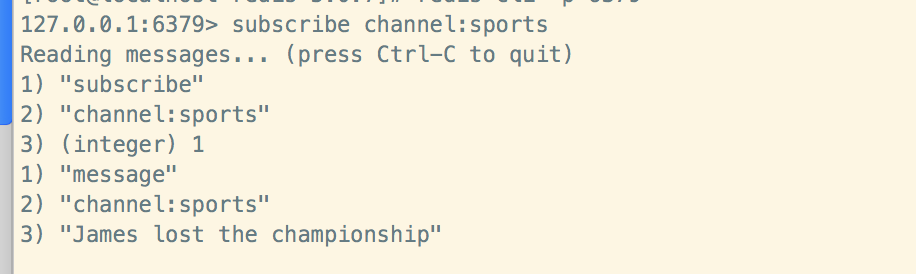 127.0.0.1:6379> subscribe channel:sports
Reading messages... (press Ctrl-C to quit)
1) "subscribe"
2) "channel:sports"
3) (integer) 1
1) "message"
2) "channel:sports"
3) "James lost the championship"